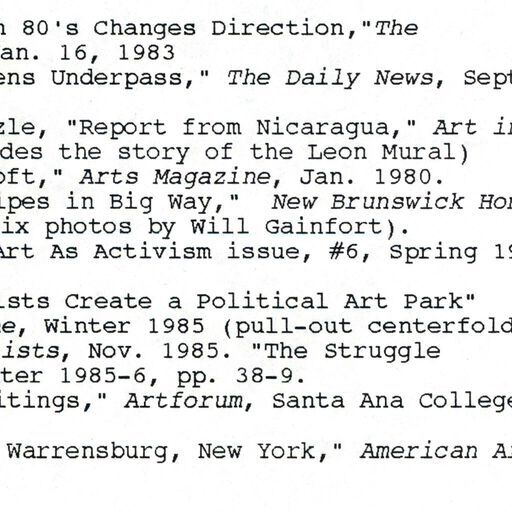 n 80's Changes Direction,"The
an. 16, 1983
ens Underpass," The Daily News, Sept
zle, "Report from Nicaragua," Art in
des the story of the Leon Mural)
oft," Arts Magazine, Jan. 1980.
ipes in Big Way,"  New Brunswick Hom
ix photos by Will Gainfort).
Art As Activism issue, #6, Spring 19
ists Create a Political Art Park"
e, Winter 1985 (pull-out centerfold
ists, Nov. 1985. "The Struggle
ter 1985-6, pp. 38-9.
itings," Artforum, Santa Ana College
Warrensburg, New York," American Ar